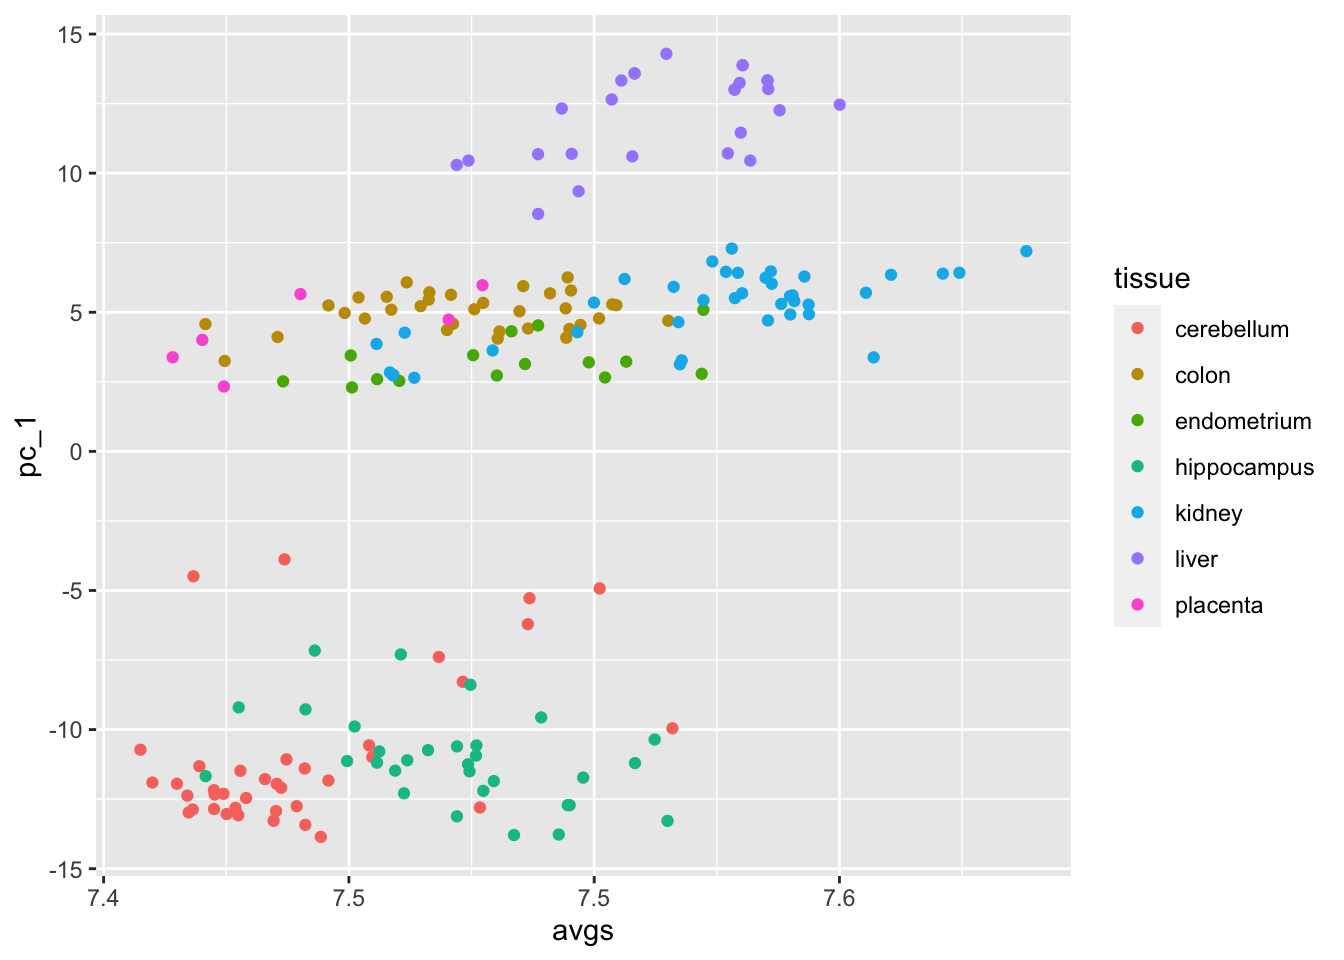 15
10
5
0
-5
-10
-15
pc_1
7.4 7.5 7.5 7.6
avgs
tissue
cerebellum
colon
endometrium
hippocampus
kidney
liver
placenta